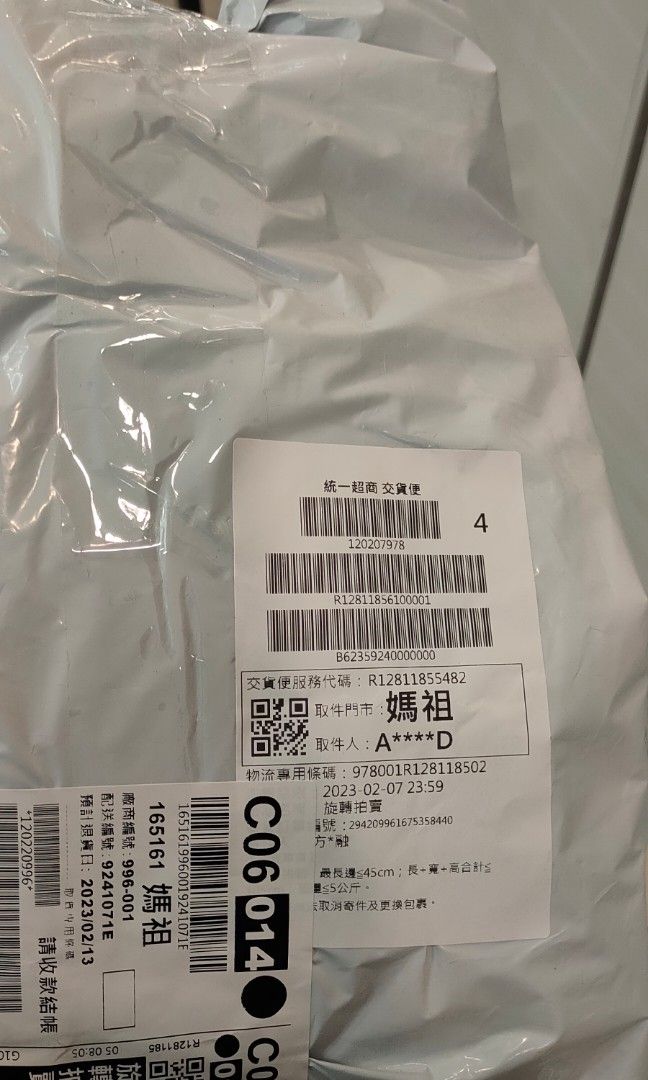 統一超商 交貨便
120207978
4
R12811856100001
B62359240000000
交貨便服務代碼：R12811855482
取件門市：媽祖
取件人：A****D
物流專用條碼：978001R128118502
2023-02-07 23:59
旋轉拍賣
號：294209961675358440
方*融
最長邊≦45cm；長+寬+高合計≦
≦5公斤。
取消寄件及更換包裹。
C06 014
1651619960019241071E
165161 媽祖
廠商編號：996-001
配送編號：9241071E
預計退貨日：2023/02/13
請收款結帳
*120220996*
R1281185
05 08:05